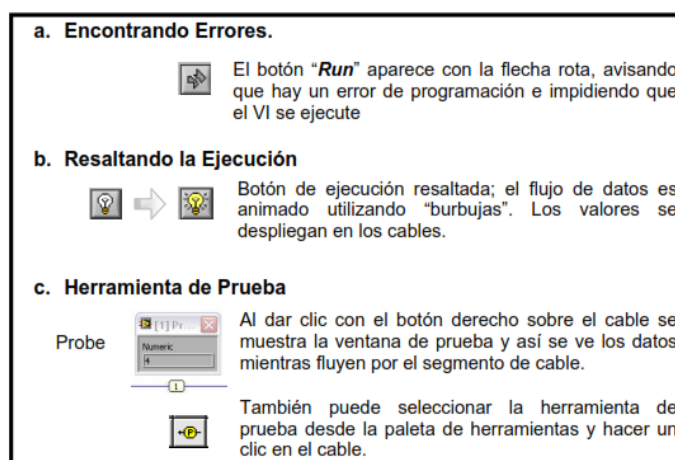 a. Encontrando Errores.
El botón “Run” aparece con la flecha rota, avisando
que hay un error de programación e impidiendo que
el VI se ejecute
b. Resaltando la Ejecución
Botón de ejecución resaltada; el flujo de datos es
animado utilizando “burbujas”. Los valores se
despliegan en los cables.
c. Herramienta de Prueba
Probe
[1] Pr...
Numeric
4
1
Al dar clic con el botón derecho sobre el cable se
muestra la ventana de prueba y así se ve los datos
mientras fluyen por el segmento de cable.
P
También puede seleccionar la herramienta de
prueba desde la paleta de herramientas y hacer un
clic en el cable.